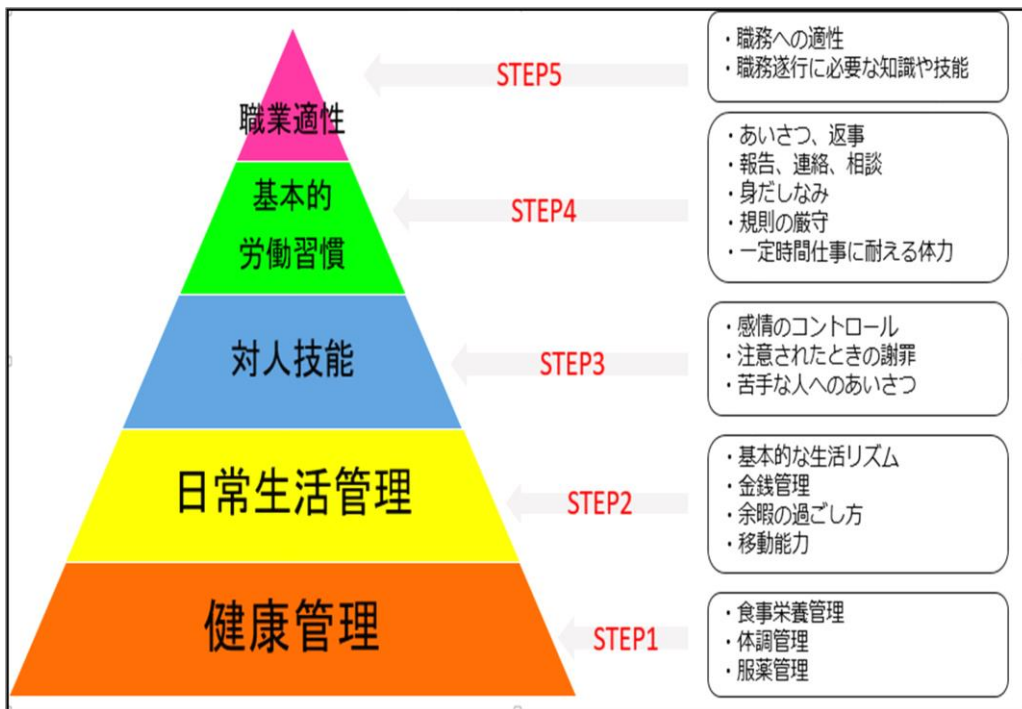 職業適性
STEP5
・職務への適性
・職務遂行に必要な知識や技能
基本的
労働習慣
STEP4
・あいさつ、返事
・報告、連絡、相談
・身だしなみ
・規則の厳守
・一定時間仕事に耐える体力
対人技能
STEP3
・感情のコントロール
・注意されたときの謝罪
・苦手な人へのあいさつ
日常生活管理
STEP2
・基本的な生活リズム
・金銭管理
・余暇の過ごし方
・移動能力
健康管理
STEP1
・食事栄養管理
・体調管理
・服薬管理